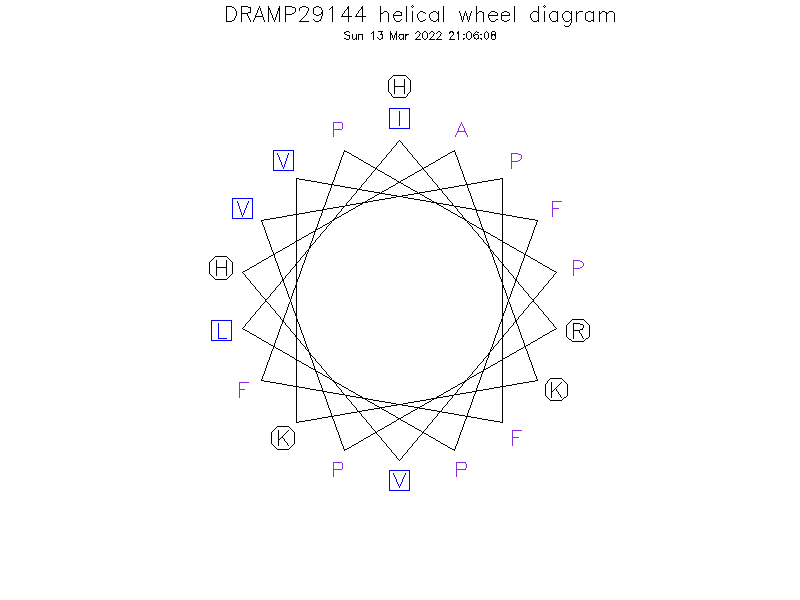 DRAMP29144 helical wheel diagram
Sun 13 Mar 2022 21:06:08
H
I
P A
V P
V F
H P
L R
F K
K F
P P
V